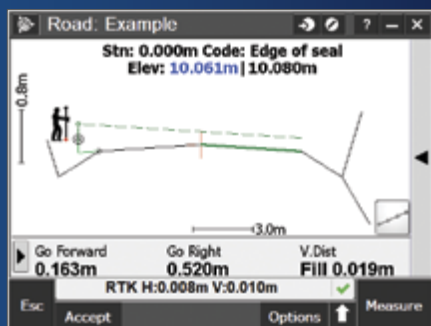 Road: Example
?
Stn: 0.000m Code: Edge of seal
Elev: 10.061m | 10.080m
0.8m
3.0m
Go Forward Go Right V.Dist
0.163m 0.520m Fill 0.019m
RTK H:0.008m V:0.010m
Esc Accept Options Measure